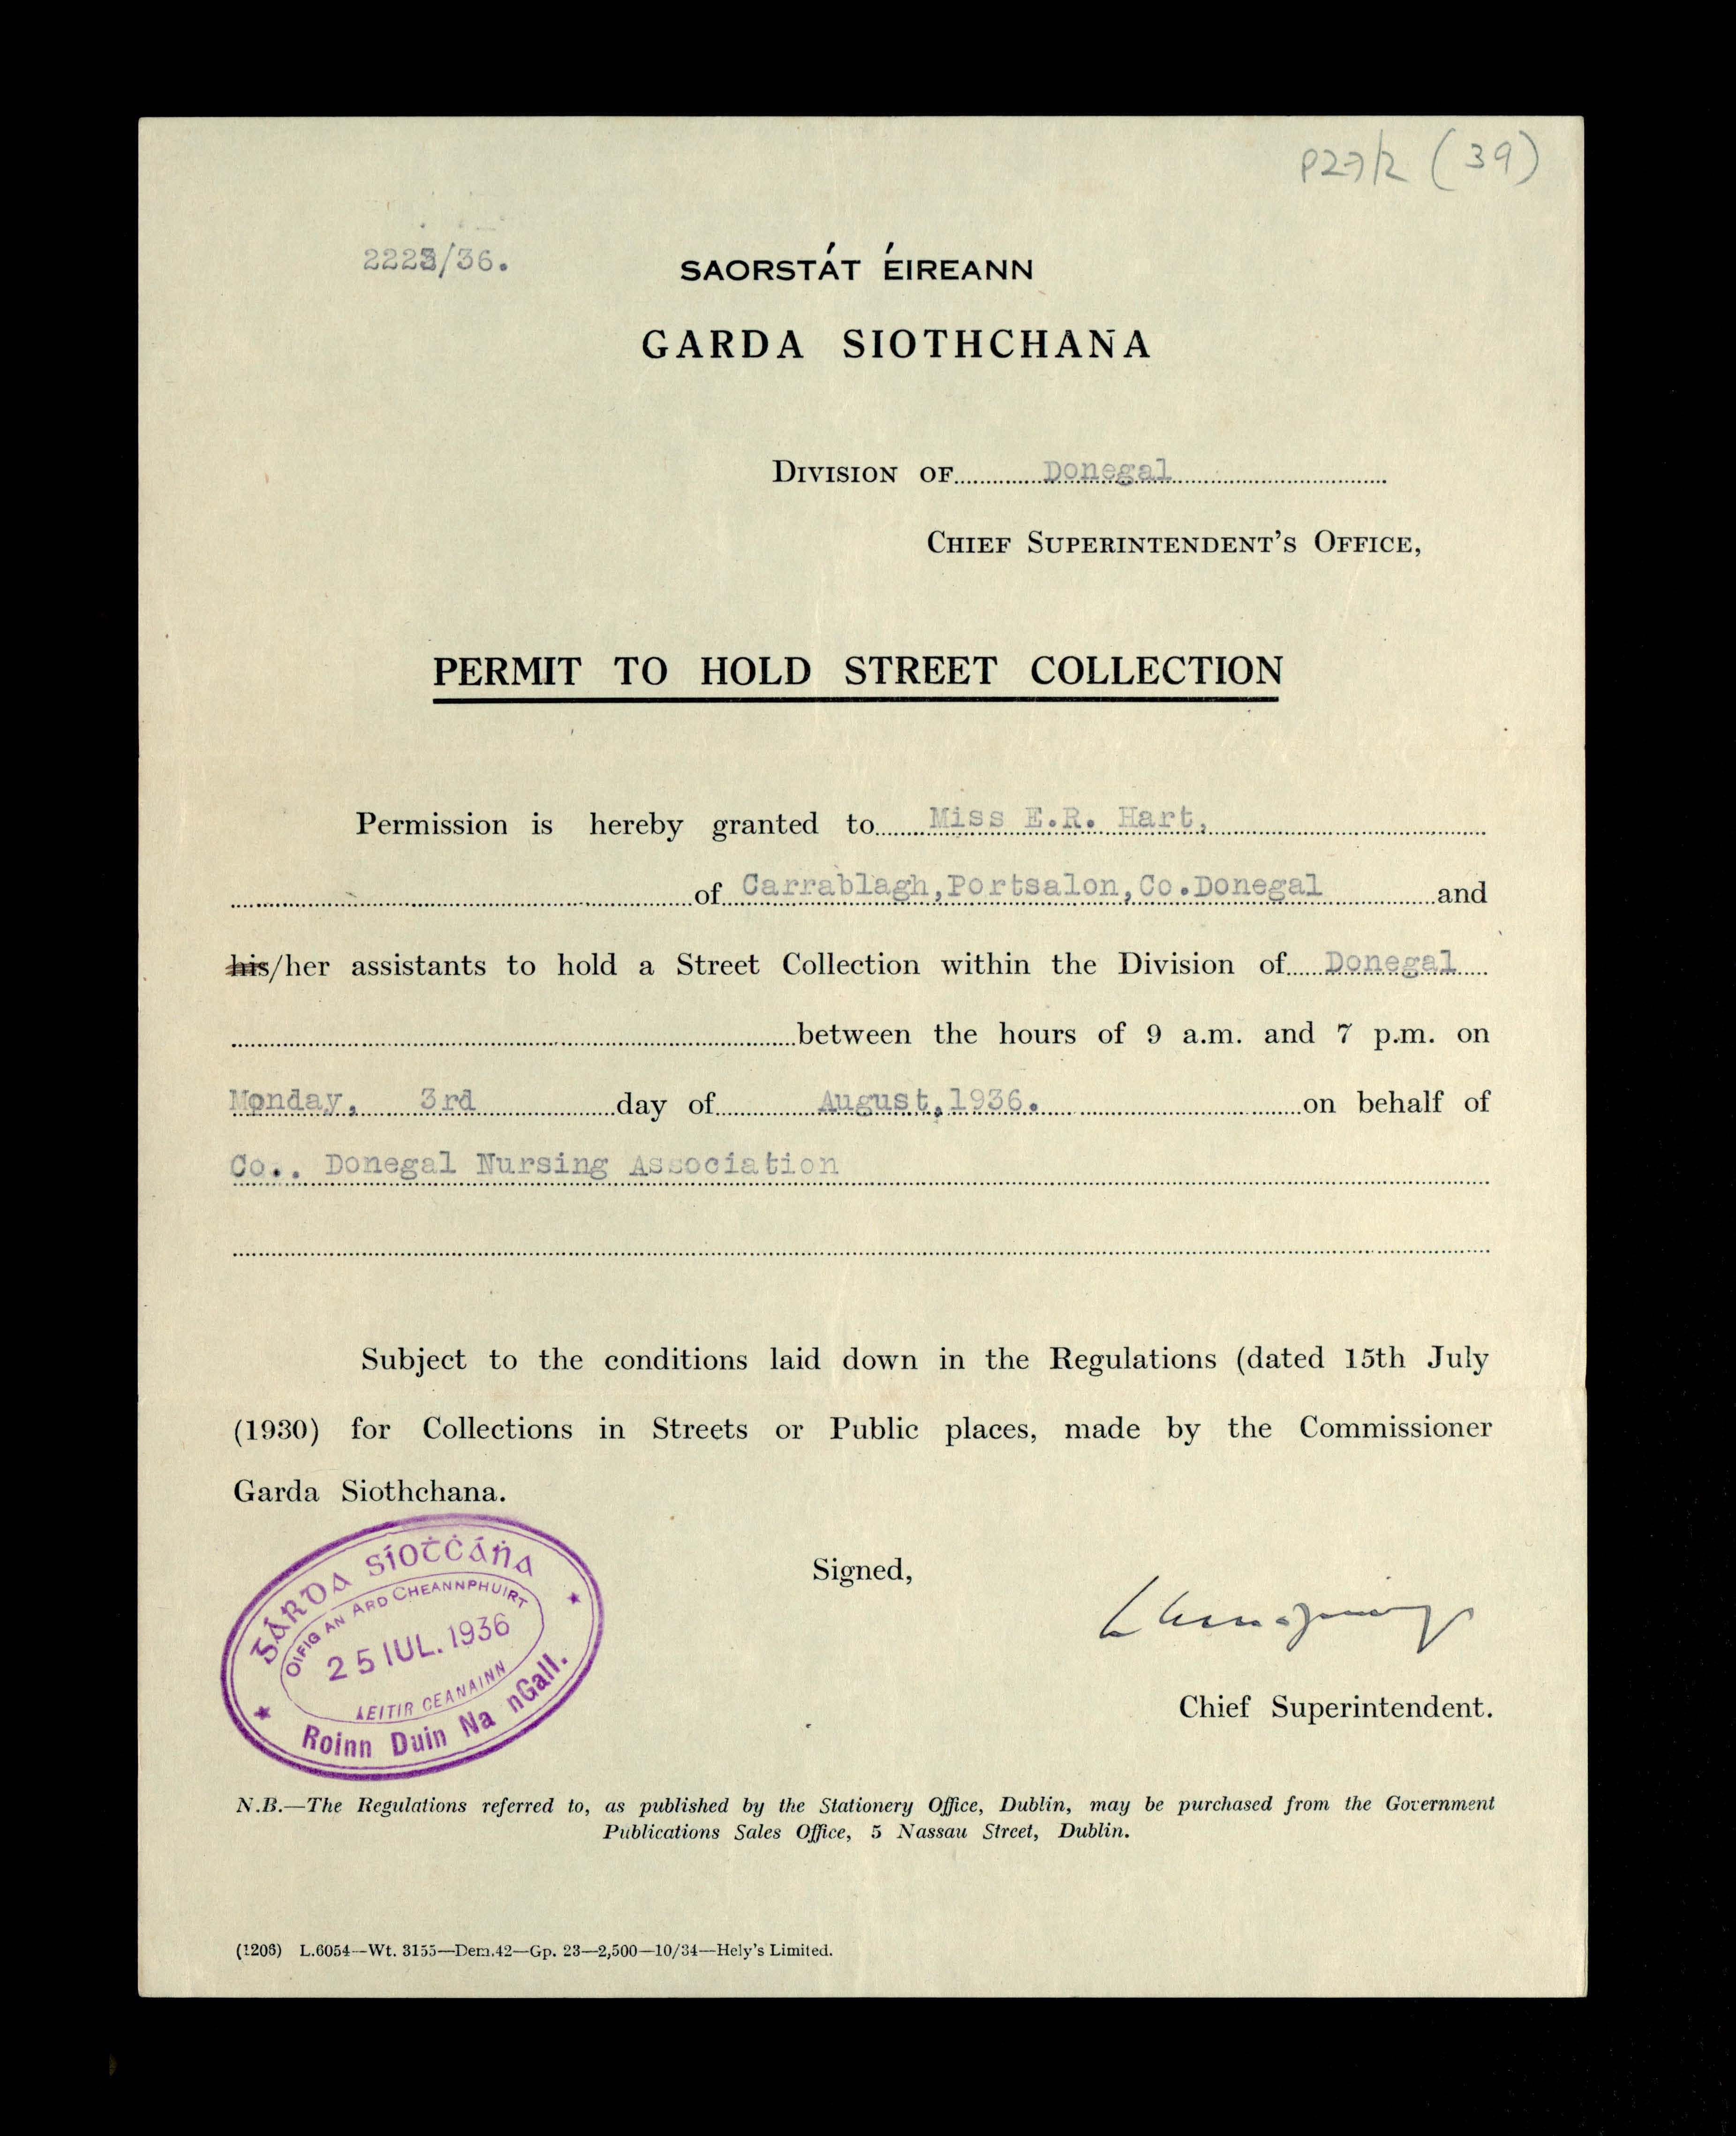 P27/2 (39)
2223/36.
SAORSTÁT ÉIREANN
GARDA SIOTHCHANA
DIVISION OF Donegal
CHIEF SUPERINTENDENT'S OFFICE,
PERMIT TO HOLD STREET COLLECTION
Permission is hereby granted to Miss E.R. Hart,
of Carrablagh, Portsalon, Co. Donegal and
his/her assistants to hold a Street Collection within the Division of Donegal
between the hours of 9 a.m. and 7 p.m. on
Monday, 3rd day of August, 1936. on behalf of
Co.. Donegal Nursing Association
Subject to the conditions laid down in the Regulations (dated 15th July
(1930) for Collections in Streets or Public places, made by the Commissioner
Garda Siothchana.
GÁRDA SÍOTĊÁNA
OIFIG AN ARD CHEANNPHUIRT
25 IUL. 1936
LEITIR CEANAINN
Roinn Duin Na nGall.
Signed,
Chief Superintendent.
N.B.—The Regulations referred to, as published by the Stationery Office, Dublin, may be purchased from the Government
Publications Sales Office, 5 Nassau Street, Dublin.
(1206) L.6054—Wt. 3155—Dem.42—Gp. 23—2,500—10/34—Hely's Limited.